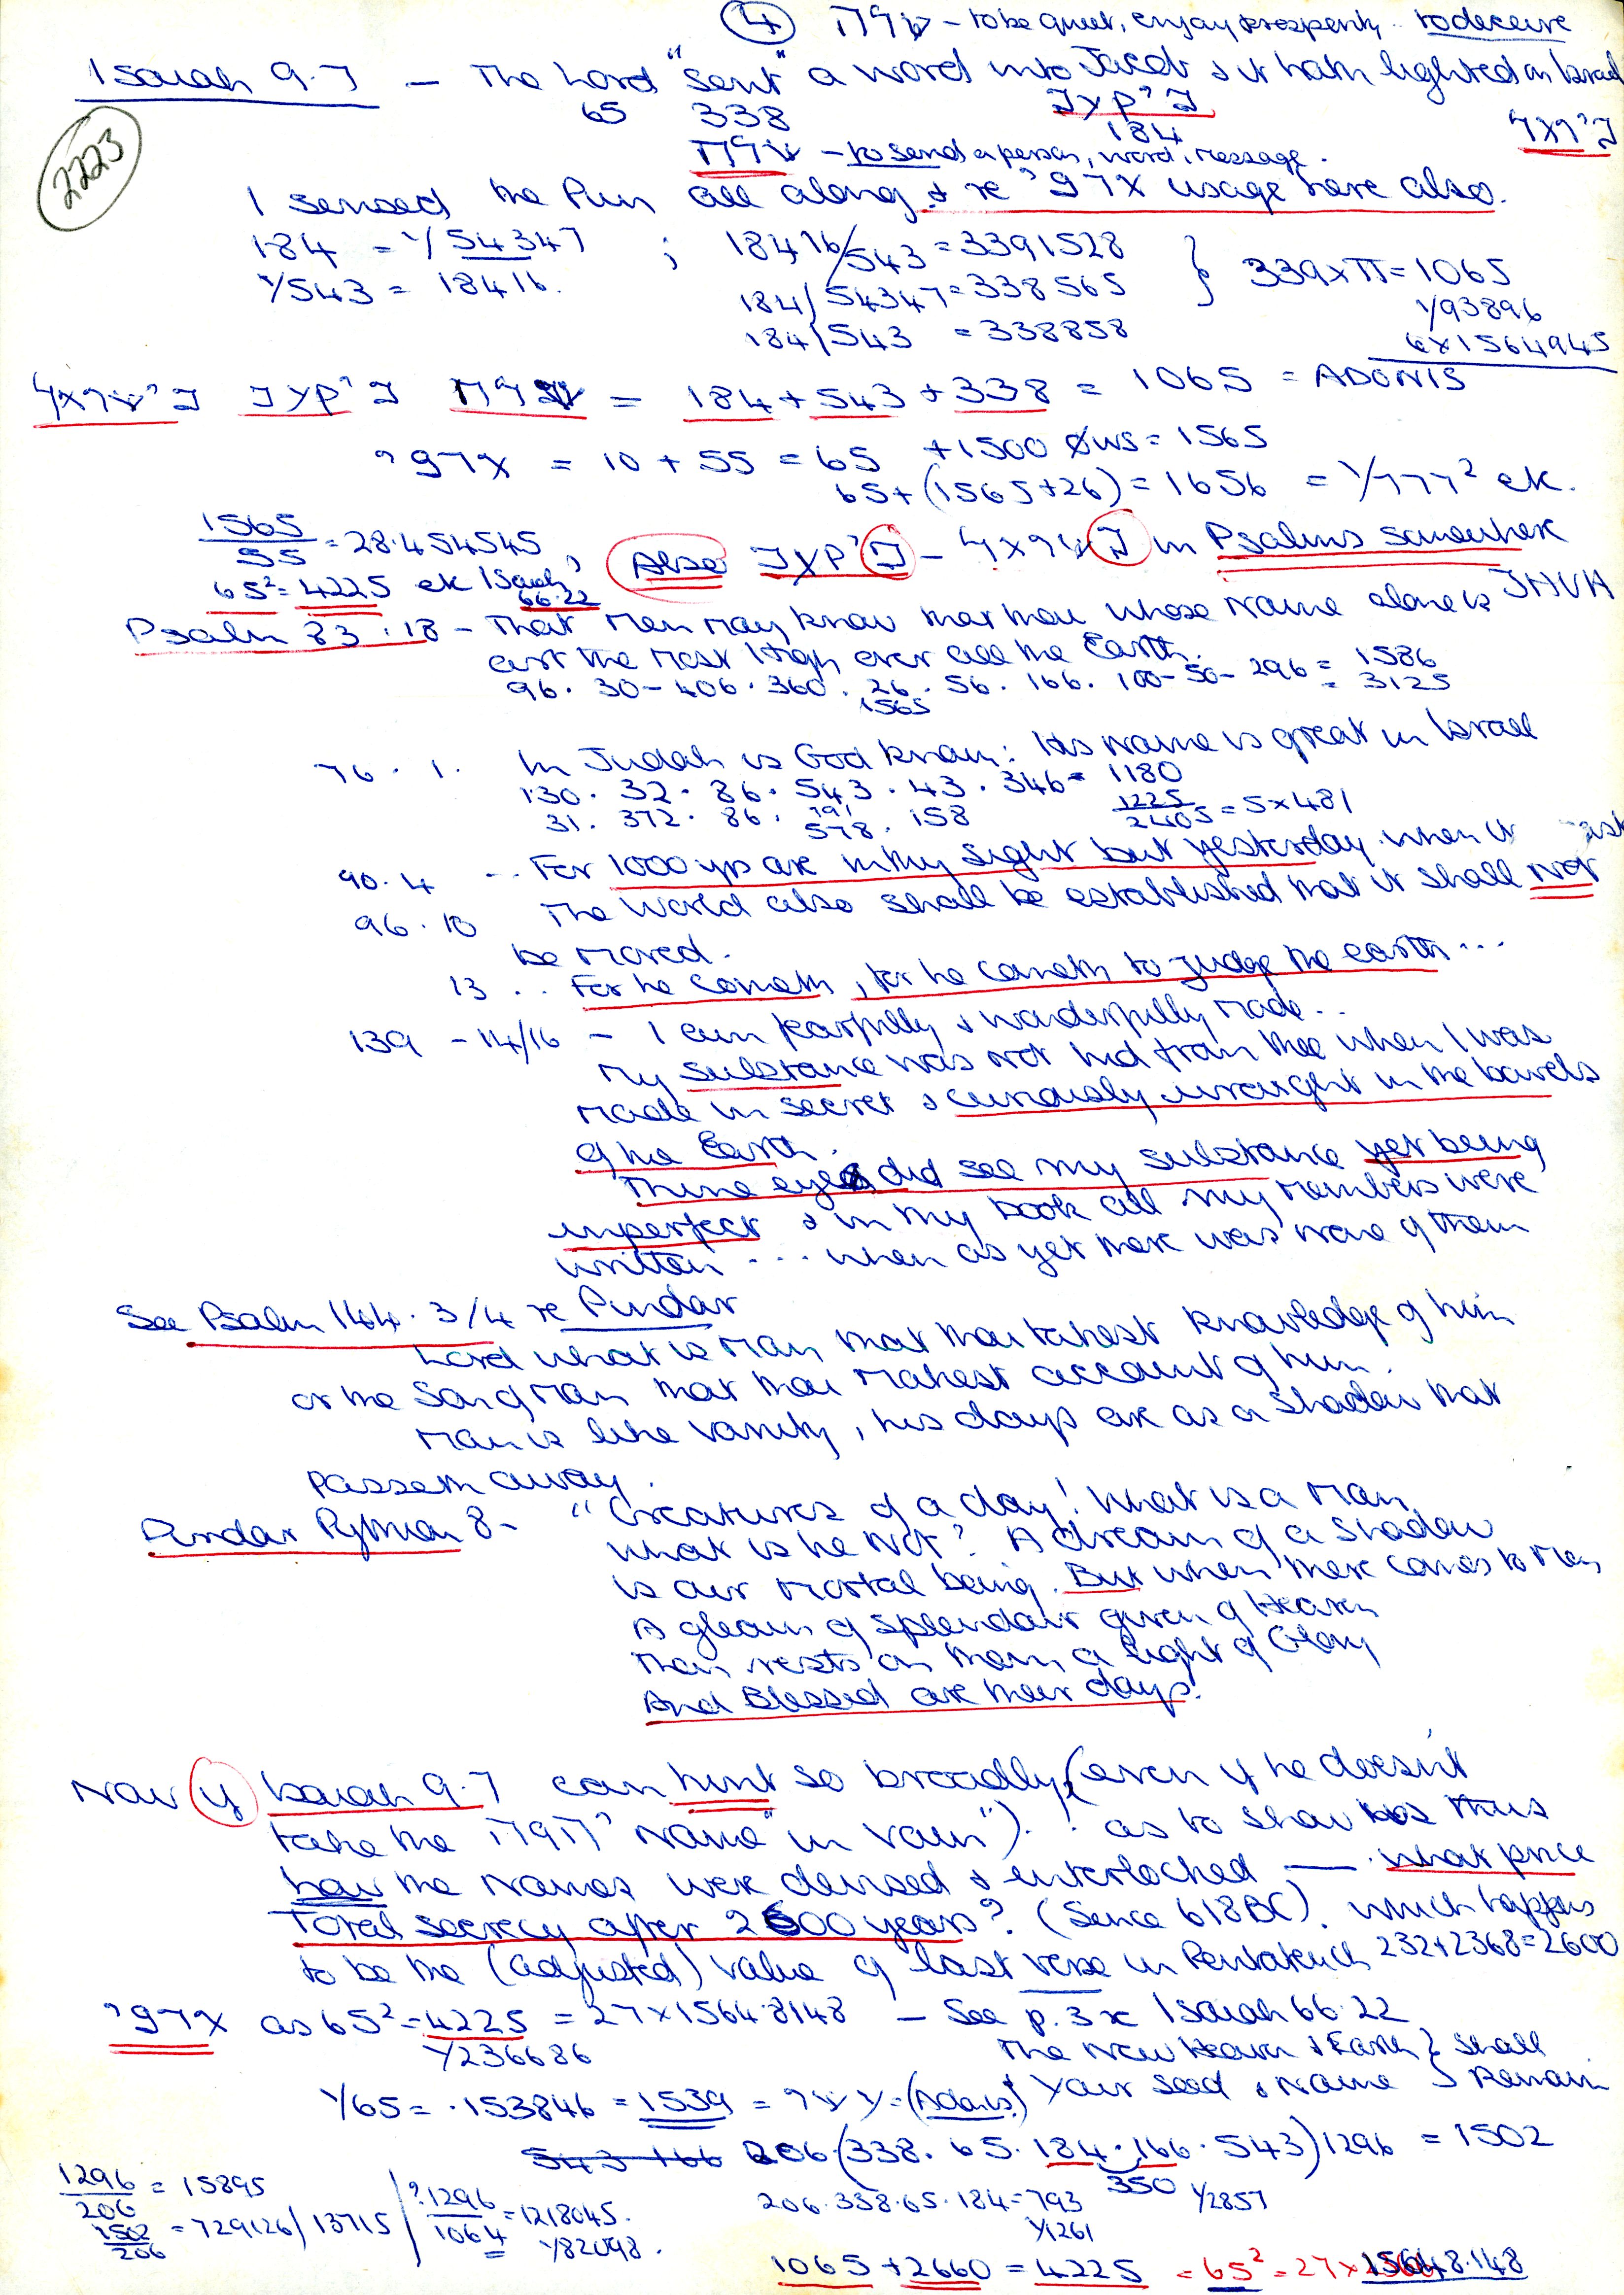 ④ – to be quiet, enjoy prosperity .. to deceive
Isaiah 9.7 – The Lord "sent" a word into Jacob & it hath lighted on Israel
65 338
184
– to send a person, word, message.
2223
I sensed the Pun all along & re usage here also.
184 = 1/54347 ; 18416/543 = 3391528 } 339 x π = 1065
1/543 = 18416. 184/54347 = 338565 1/93896
184/543 = 338858 6 x 1564945
= 184 + 543 + 338 = 1065 = ADONIS
= 10 + 55 = 65 + 1500 ØWS = 1565
65 + (1565 + 26) = 1656 = 1/777² etc.
1565/55 = 28.454545 , Also – in Psalms somewhere
65² = 4225 etc Isaiah 66.22
Psalm 83.18 – That Men may know that thou whose Name alone is JHVH
art the Most High over all the Earth.
96. 30 – 406. 360. 26. 56. 166. 100 – 50 – 296 = 1586
1565 = 3125
76.1. In Judah is God known: His Name is great in Israel
130. 32. 86. 543. 43. 346 = 1180
31. 372. 86. 578. 158 1225
191 2405 = 5 x 481
90.4 .. For 1000 yrs are in thy sight but yesterday when it
96.10 The World also shall be established that it shall not
be moved.
13 .. For he cometh, for he cometh to judge the earth ...
139 – 14/16 – I am fearfully & wonderfully made ..
My substance was not hid from thee when I was
made in secret & curiously wrought in the bowels
of the Earth.
Thine eyes did see my substance yet being
imperfect & in my book all my members were
written ... when as yet there was none of them
See Psalm 144.3/4 re Pindar
Lord what is Man that thou takest knowledge of him
or the Son of Man that thou makest account of him.
Man is like vanity, his days are as a shadow that
passeth away.
Pindar Pythian 8 – "Creatures of a day! What is a man,
what is he not? A dream of a shadow
is our mortal being. But when there comes to Men
A gleam of splendour given of Heaven
Then rests on them a light of Glory
And Blessed are their days.
Now if Isaiah 9.7 can hint so broadly (even if he doesn't
take the Name "in vain") . ! as to show thus
how the Names were devised & interlocked — what price
Total secrecy after 2600 years? (Since 618 BC). which happens
to be the (adjusted) value of last verse in Pentateuch 232 + 2368 = 2600
as 65² = 4225 = 27 x 156.48148 – See p. 3 re Isaiah 66.22
1/236686 The New Heaven & Earth } shall
1/65 = .153846 = 1539 = (Adonis) & Your Seed & Name } Remain
543 166 206 (338. 65. 184. 166. 543) 1296 = 1502
350 1/2857
1296/206 = 15895 206. 338. 65. 184 = 793
1502/206 = 729126 / 13715 1/1261
? 1296/1064 = 1218045. 1/82098.
1065 + 2660 = 4225 = 65² = 27 x 15648.148